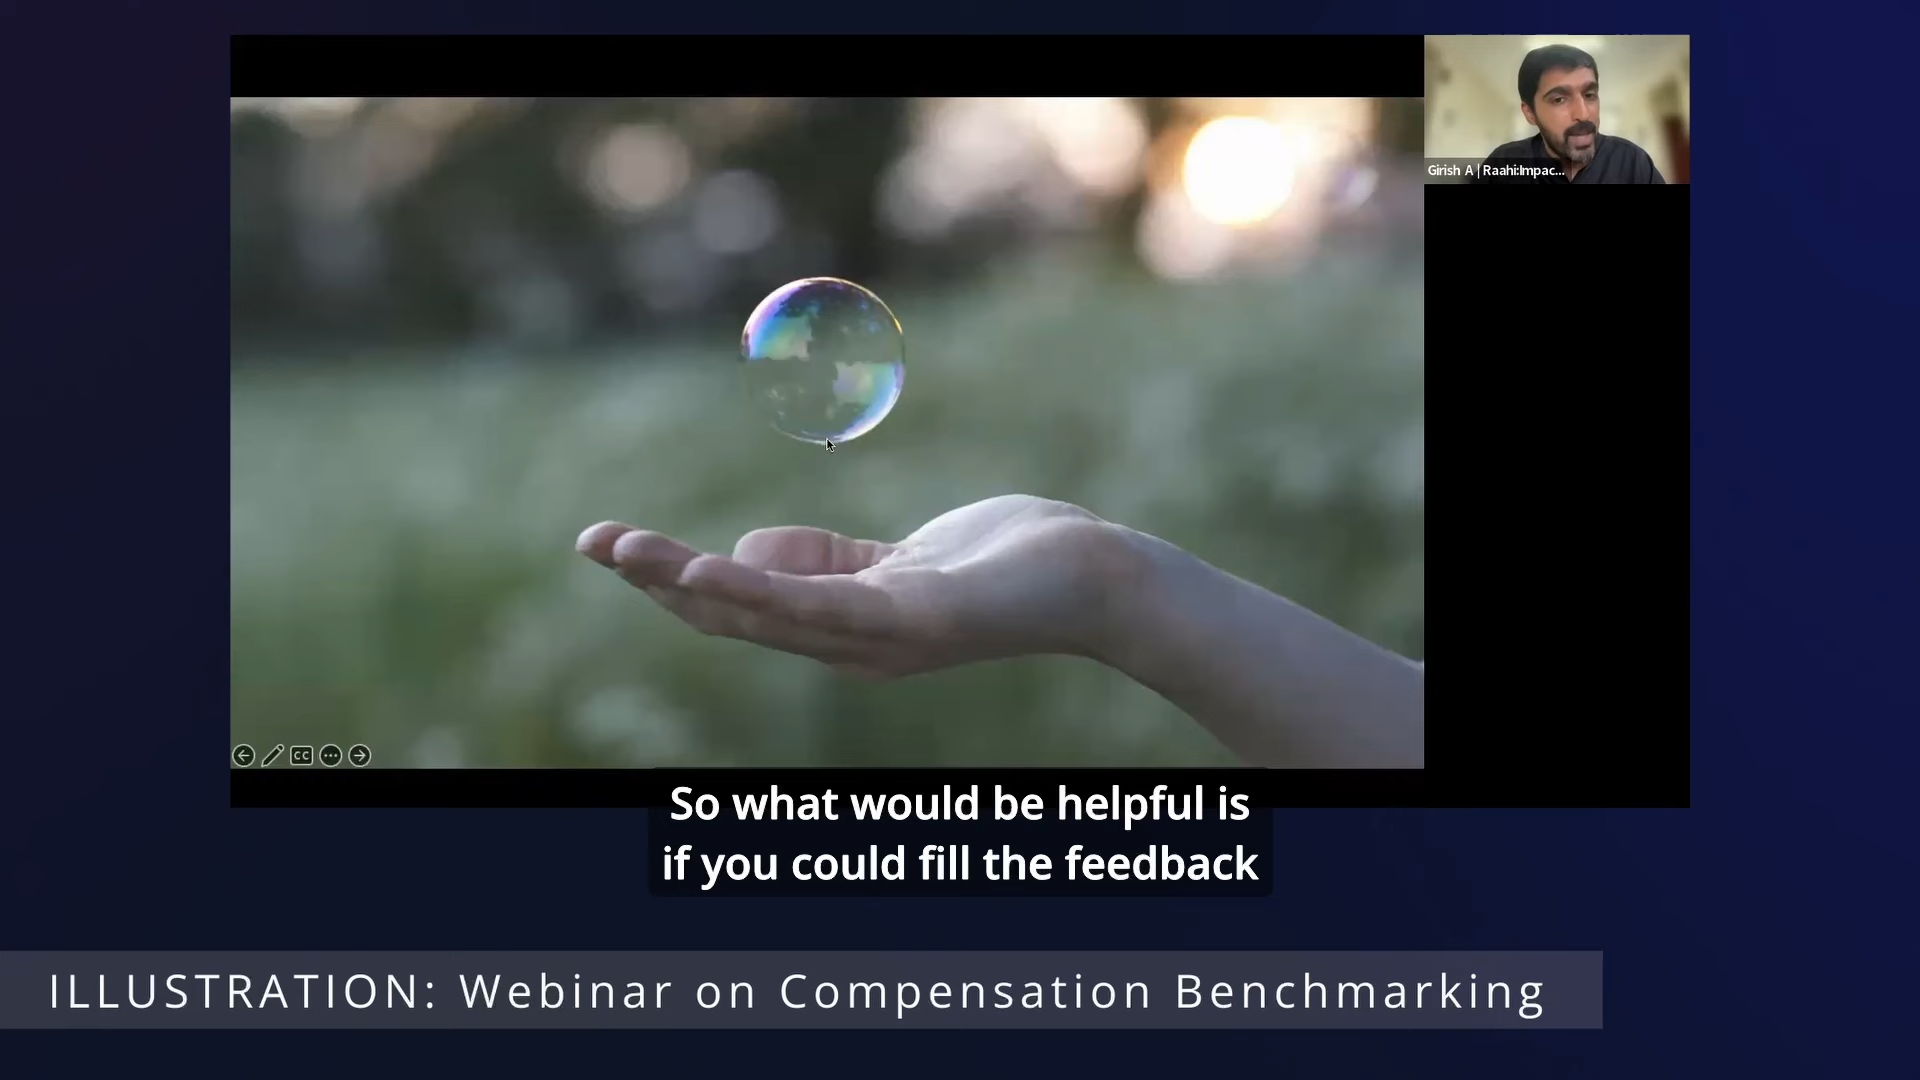 Girish A | Raahi:Impac...
CC
So what would be helpful is
if you could fill the feedback
ILLUSTRATION: Webinar on Compensation Benchmarking